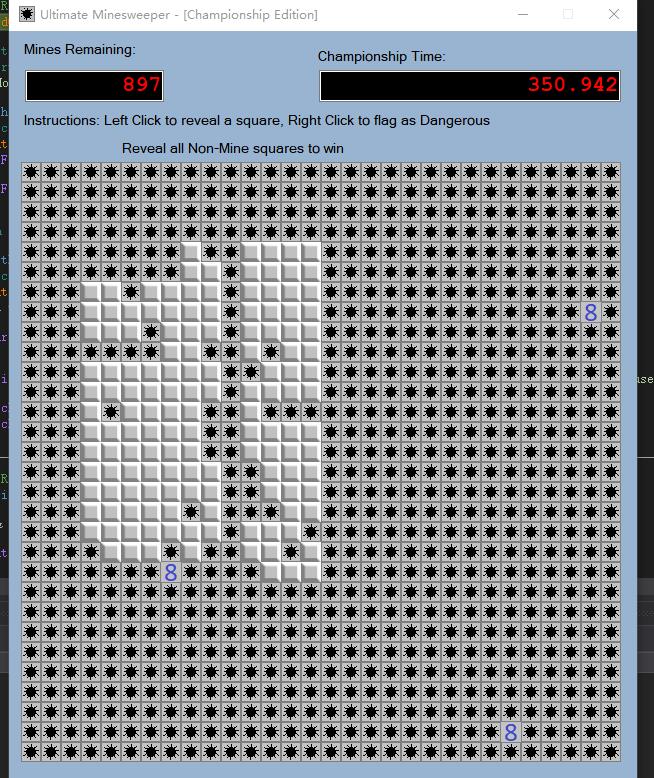 Ultimate Minesweeper - [Championship Edition]
Mines Remaining:
Championship Time:
897
350.942
Instructions: Left Click to reveal a square, Right Click to flag as Dangerous
Reveal all Non-Mine squares to win
8
8
8